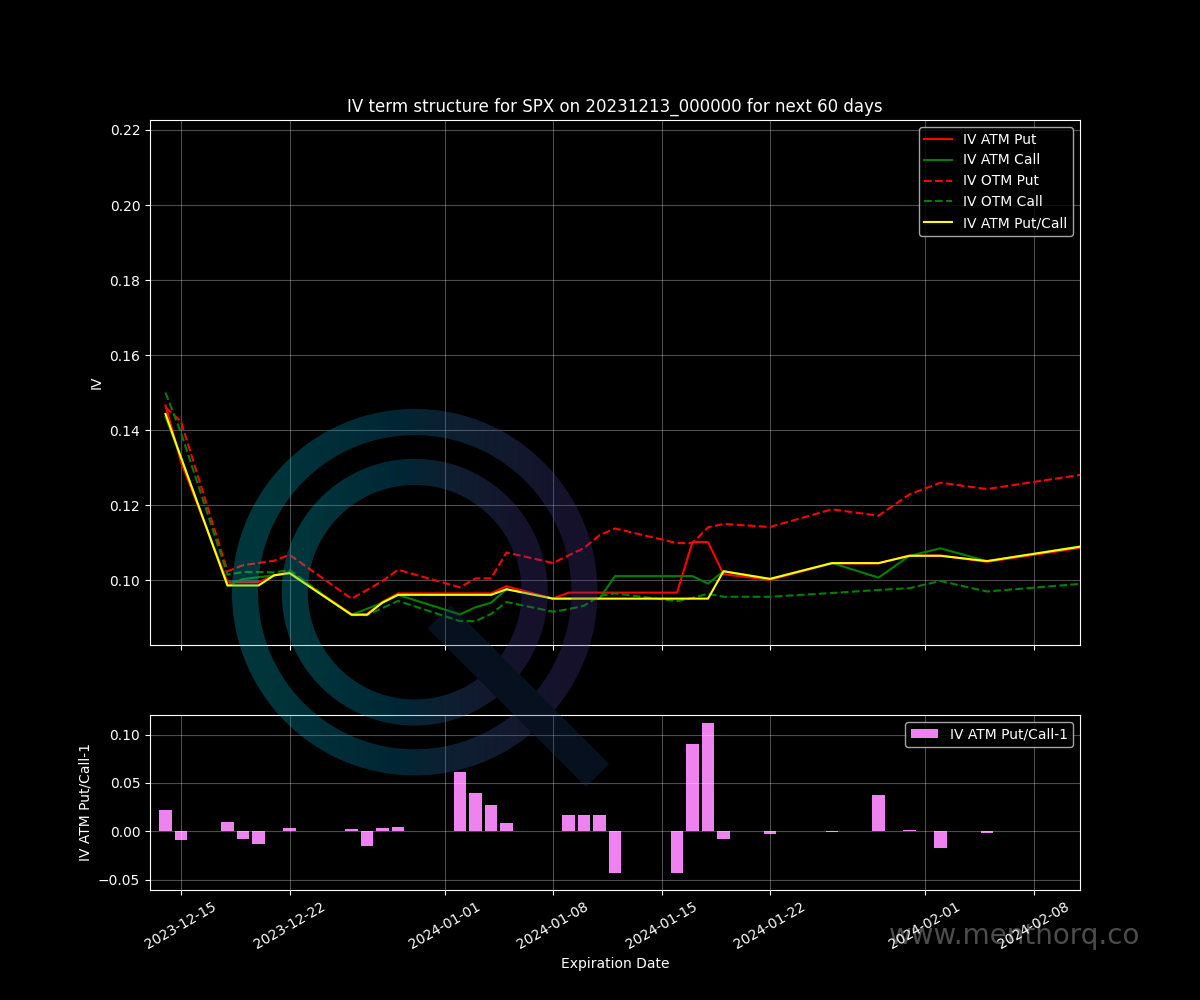 IV term structure for SPX on 20231213_000000 for next 60 days
0.22
0.20
0.18
0.16
0.14
0.12
0.10
IV
IV ATM Put
IV ATM Call
IV OTM Put
IV OTM Call
IV ATM Put/Call
0.10
0.05
0.00
−0.05
IV ATM Put/Call-1
IV ATM Put/Call-1
2023-12-15
2023-12-22
2024-01-01
2024-01-08
2024-01-15
2024-01-22
2024-02-01
2024-02-08
Expiration Date
www.menthorq.co